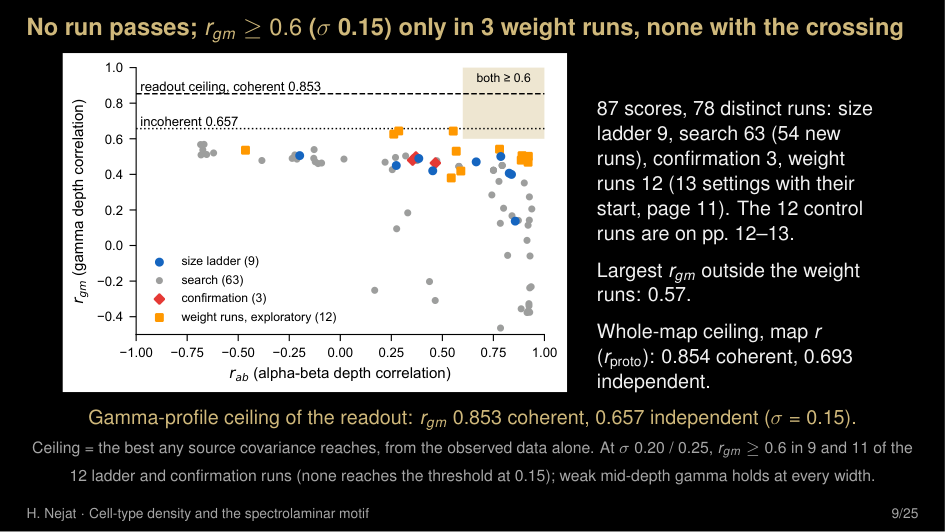 No run passes; r_gm ≥ 0.6 (σ 0.15) only in 3 weight runs, none with the crossing
1.0
0.8
0.6
0.4
0.2
0.0
−0.2
−0.4
r_gm (gamma depth correlation)
readout ceiling, coherent 0.853
both ≥ 0.6
incoherent 0.657
size ladder (9)
search (63)
confirmation (3)
weight runs, exploratory (12)
−1.00 −0.75 −0.50 −0.25 0.00 0.25 0.50 0.75 1.00
r_ab (alpha-beta depth correlation)
87 scores, 78 distinct runs: size
ladder 9, search 63 (54 new
runs), confirmation 3, weight
runs 12 (13 settings with their
start, page 11). The 12 control
runs are on pp. 12–13.
Largest r_gm outside the weight
runs: 0.57.
Whole-map ceiling, map r
(r_proto): 0.854 coherent, 0.693
independent.
Gamma-profile ceiling of the readout: r_gm 0.853 coherent, 0.657 independent (σ = 0.15).
Ceiling = the best any source covariance reaches, from the observed data alone. At σ 0.20 / 0.25, r_gm ≥ 0.6 in 9 and 11 of the
12 ladder and confirmation runs (none reaches the threshold at 0.15); weak mid-depth gamma holds at every width.
H. Nejat · Cell-type density and the spectrolaminar motif
9/25